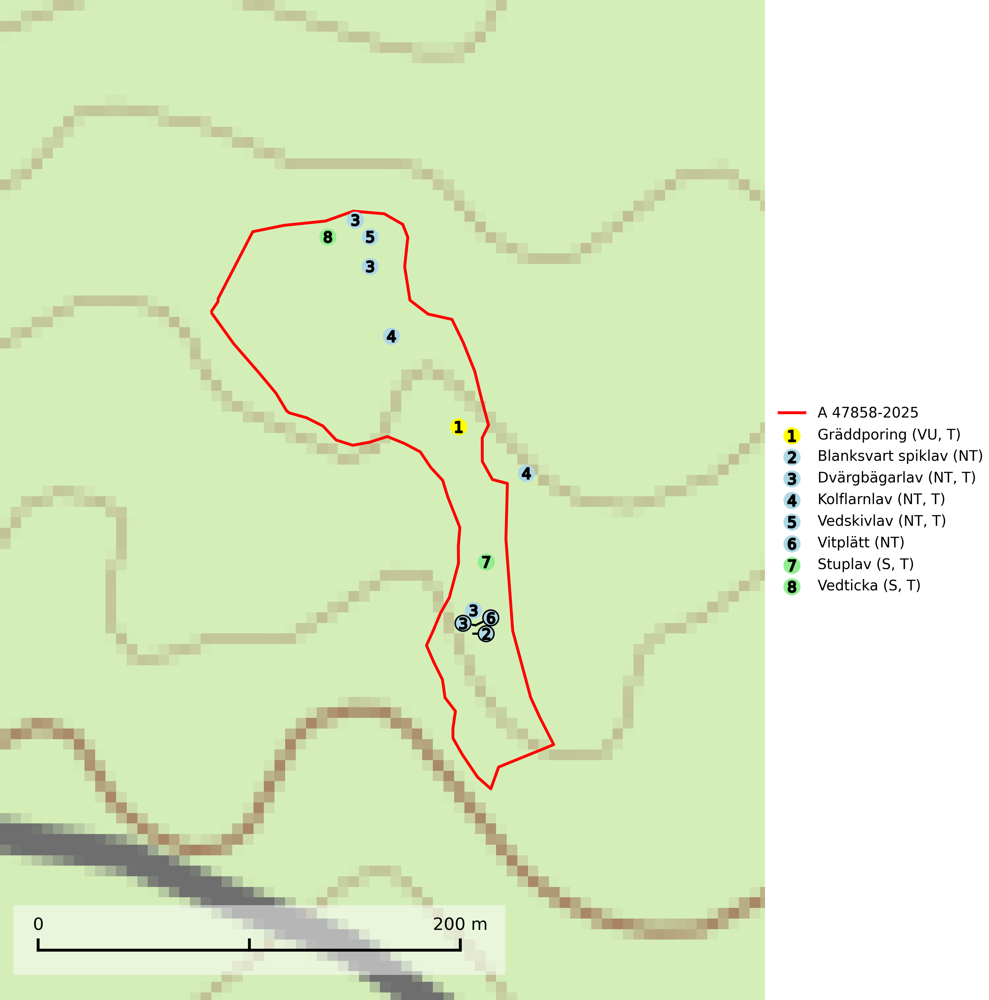 3
8
5
3
4
1
4
7
3
3
6
2
0
200 m
A 47858-2025
1 Gräddporing (VU, T)
2 Blanksvart spiklav (NT)
3 Dvärgbägarlav (NT, T)
4 Kolflarnlav (NT, T)
5 Vedskivlav (NT, T)
6 Vitplätt (NT)
7 Stuplav (S, T)
8 Vedticka (S, T)